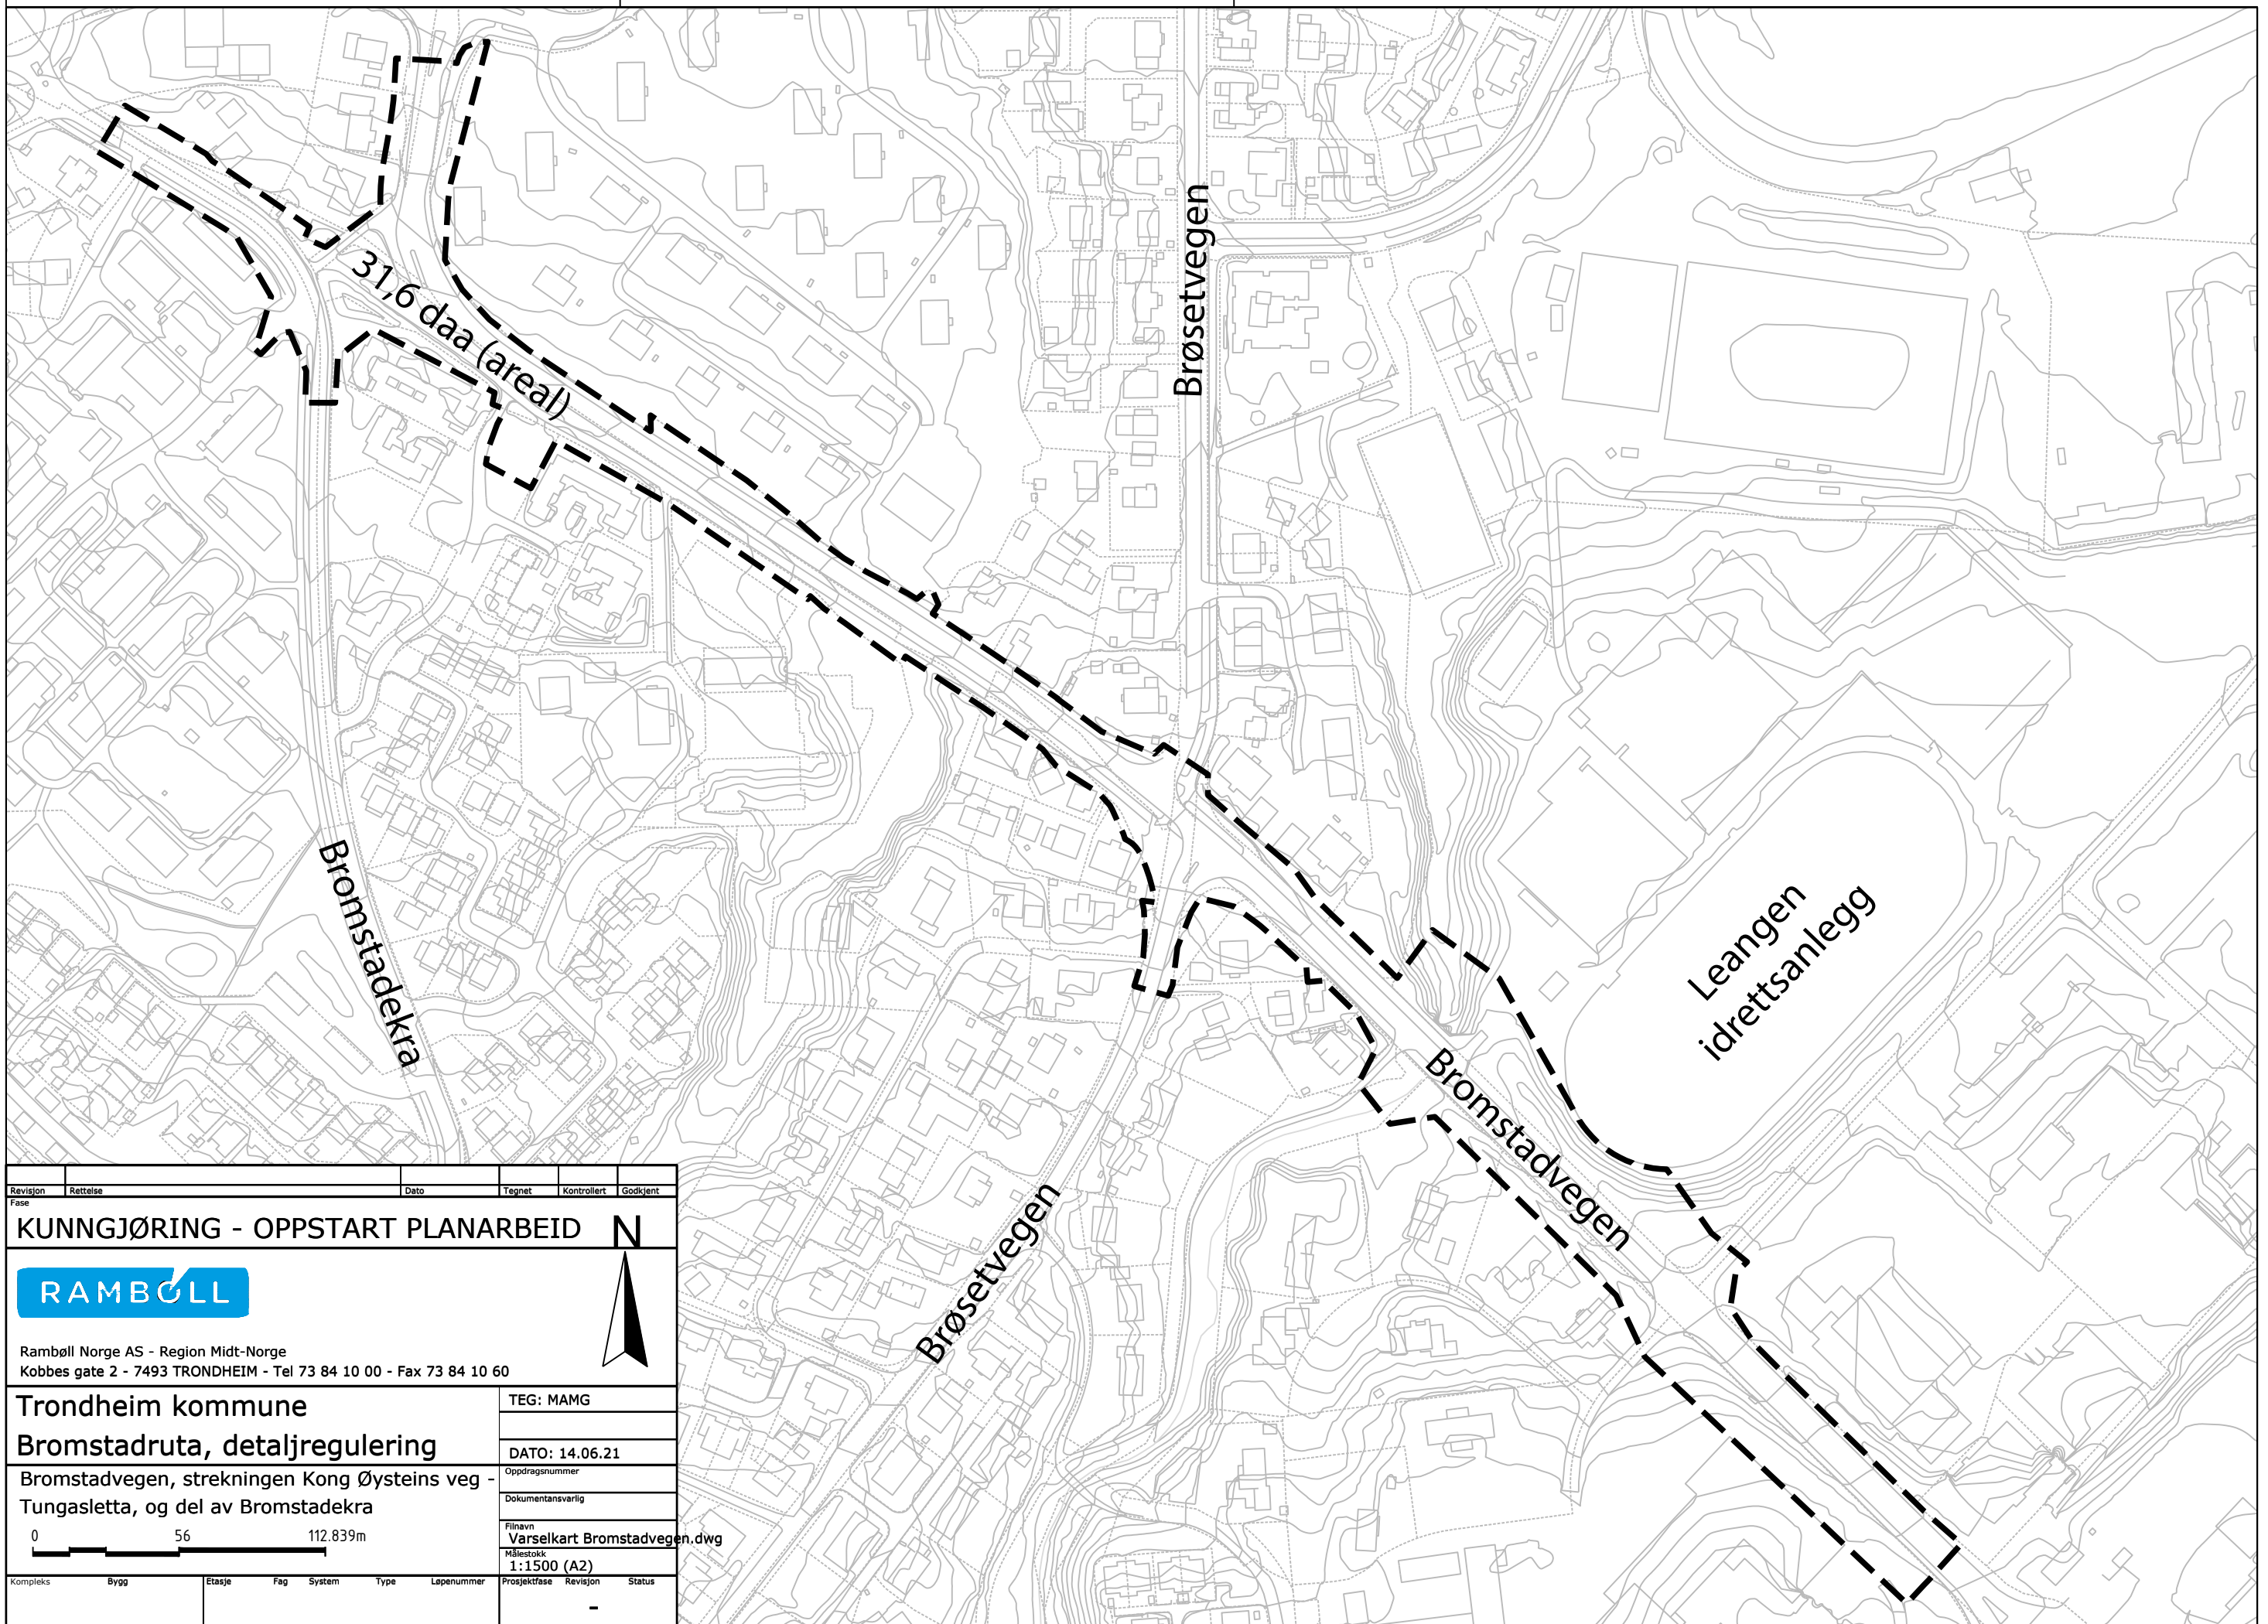 31,6 daa (areal)
Brøsetvegen
Bromstadekra
Leangen
idrettsanlegg
Bromstadvegen
Brøsetvegen
Revisjon Rettelse Dato Tegnet Kontrollert Godkjent
Fase
KUNNGJØRING - OPPSTART PLANARBEID N
RAMBOLL
Rambøll Norge AS - Region Midt-Norge
Kobbes gate 2 - 7493 TRONDHEIM - Tel 73 84 10 00 - Fax 73 84 10 60
Trondheim kommune
TEG: MAMG
Bromstadruta, detaljregulering
DATO: 14.06.21
Bromstadvegen, strekningen Kong Øysteins veg -
Tungasletta, og del av Bromstadekra
Oppdragsnummer
Dokumentansvarlig
0 56 112.839m
Filnavn
Varselkart Bromstadvegen.dwg
Målestokk
1:1500 (A2)
Kompleks Bygg Etasje Fag System Type Løpenummer Prosjektfase Revisjon Status
-